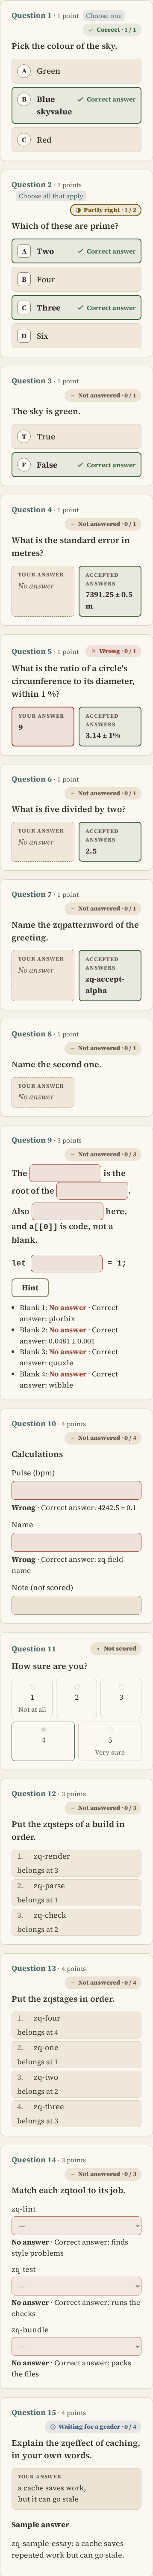 Question 1 · 1 point Choose one
✓ Correct · 1 / 1
Pick the colour of the sky.
A Green
B Blue skyvalue ✓ Correct answer
C Red
Question 2 · 2 points
Choose all that apply
Partly right · 1 / 2
Which of these are prime?
A Two ✓ Correct answer
B Four
C Three ✓ Correct answer
D Six
Question 3 · 1 point
– Not answered · 0 / 1
The sky is green.
T True
F False ✓ Correct answer
Question 4 · 1 point
– Not answered · 0 / 1
What is the standard error in
metres?
YOUR ANSWER
No answer
ACCEPTED
ANSWERS
7391.25 ± 0.5
m
Question 5 · 1 point × Wrong · 0 / 1
What is the ratio of a circle's
circumference to its diameter,
within 1 %?
YOUR ANSWER
9
ACCEPTED
ANSWERS
3.14 ± 1%
Question 6 · 1 point
– Not answered · 0 / 1
What is five divided by two?
YOUR ANSWER
No answer
ACCEPTED
ANSWERS
2.5
Question 7 · 1 point
– Not answered · 0 / 1
Name the zqpatternword of the
greeting.
YOUR ANSWER
No answer
ACCEPTED
ANSWERS
zq-accept-
alpha
Question 8 · 1 point
– Not answered · 0 / 1
Name the second one.
YOUR ANSWER
No answer
Question 9 · 3 points
– Not answered · 0 / 3
The is the
root of the .
Also here,
and a[[0]] is code, not a
blank.
let = 1;
Hint
• Blank 1: No answer · Correct
answer: plorbix
• Blank 2: No answer · Correct
answer: 0.0481 ± 0.001
• Blank 3: No answer · Correct
answer: quuxle
• Blank 4: No answer · Correct
answer: wibble
Question 10 · 4 points
– Not answered · 0 / 4
Calculations
Pulse (bpm)
Wrong · Correct answer: 4242.5 ± 0.1
Name
Wrong · Correct answer: zq-field-
name
Note (not scored)
Question 11 • Not scored
How sure are you?
1 2 3
Not at all
4 5
Very sure
Question 12 · 3 points
– Not answered · 0 / 3
Put the zqsteps of a build in
order.
1. zq-render
belongs at 3
2. zq-parse
belongs at 1
3. zq-check
belongs at 2
Question 13 · 4 points
– Not answered · 0 / 4
Put the zqstages in order.
1. zq-four
belongs at 4
2. zq-one
belongs at 1
3. zq-two
belongs at 2
4. zq-three
belongs at 3
Question 14 · 3 points
– Not answered · 0 / 3
Match each zqtool to its job.
zq-lint
—
No answer · Correct answer: finds
style problems
zq-test
—
No answer · Correct answer: runs the
checks
zq-bundle
—
No answer · Correct answer: packs
the files
Question 15 · 4 points
Waiting for a grader · 0 / 4
Explain the zqeffect of caching,
in your own words.
YOUR ANSWER
a cache saves work,
but it can go stale
Sample answer
zq-sample-essay: a cache saves
repeated work but can go stale.